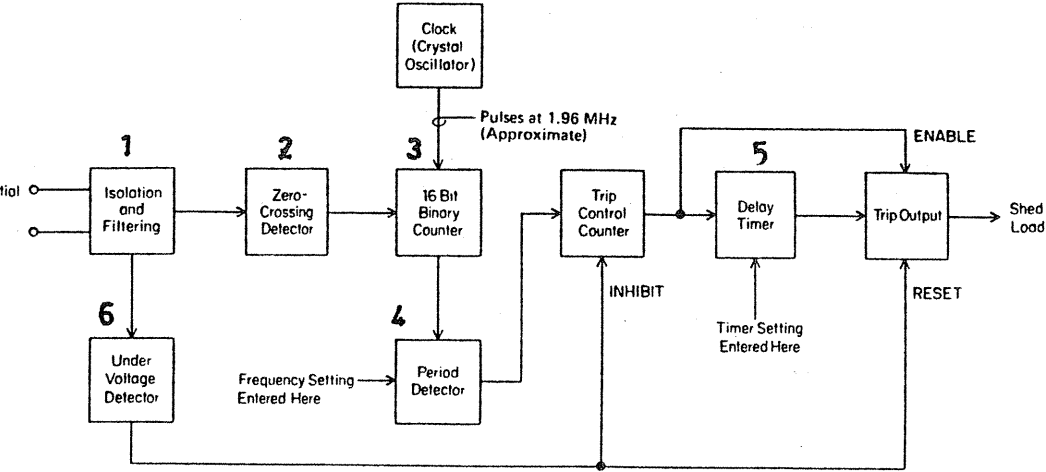 Clock
(Crystal
Oscillator)
Pulses at 1.96 MHz
(Approximate)
1
2
3
5
ENABLE
tial
Isolation
and
Filtering
Zero-
Crossing
Detector
16 Bit
Binary
Counter
Trip
Control
Counter
Delay
Timer
Trip Output
Shed
Load
INHIBIT
RESET
6
4
Timer Setting
Entered Here
Under
Voltage
Detector
Frequency Setting
Entered Here
Period
Detector